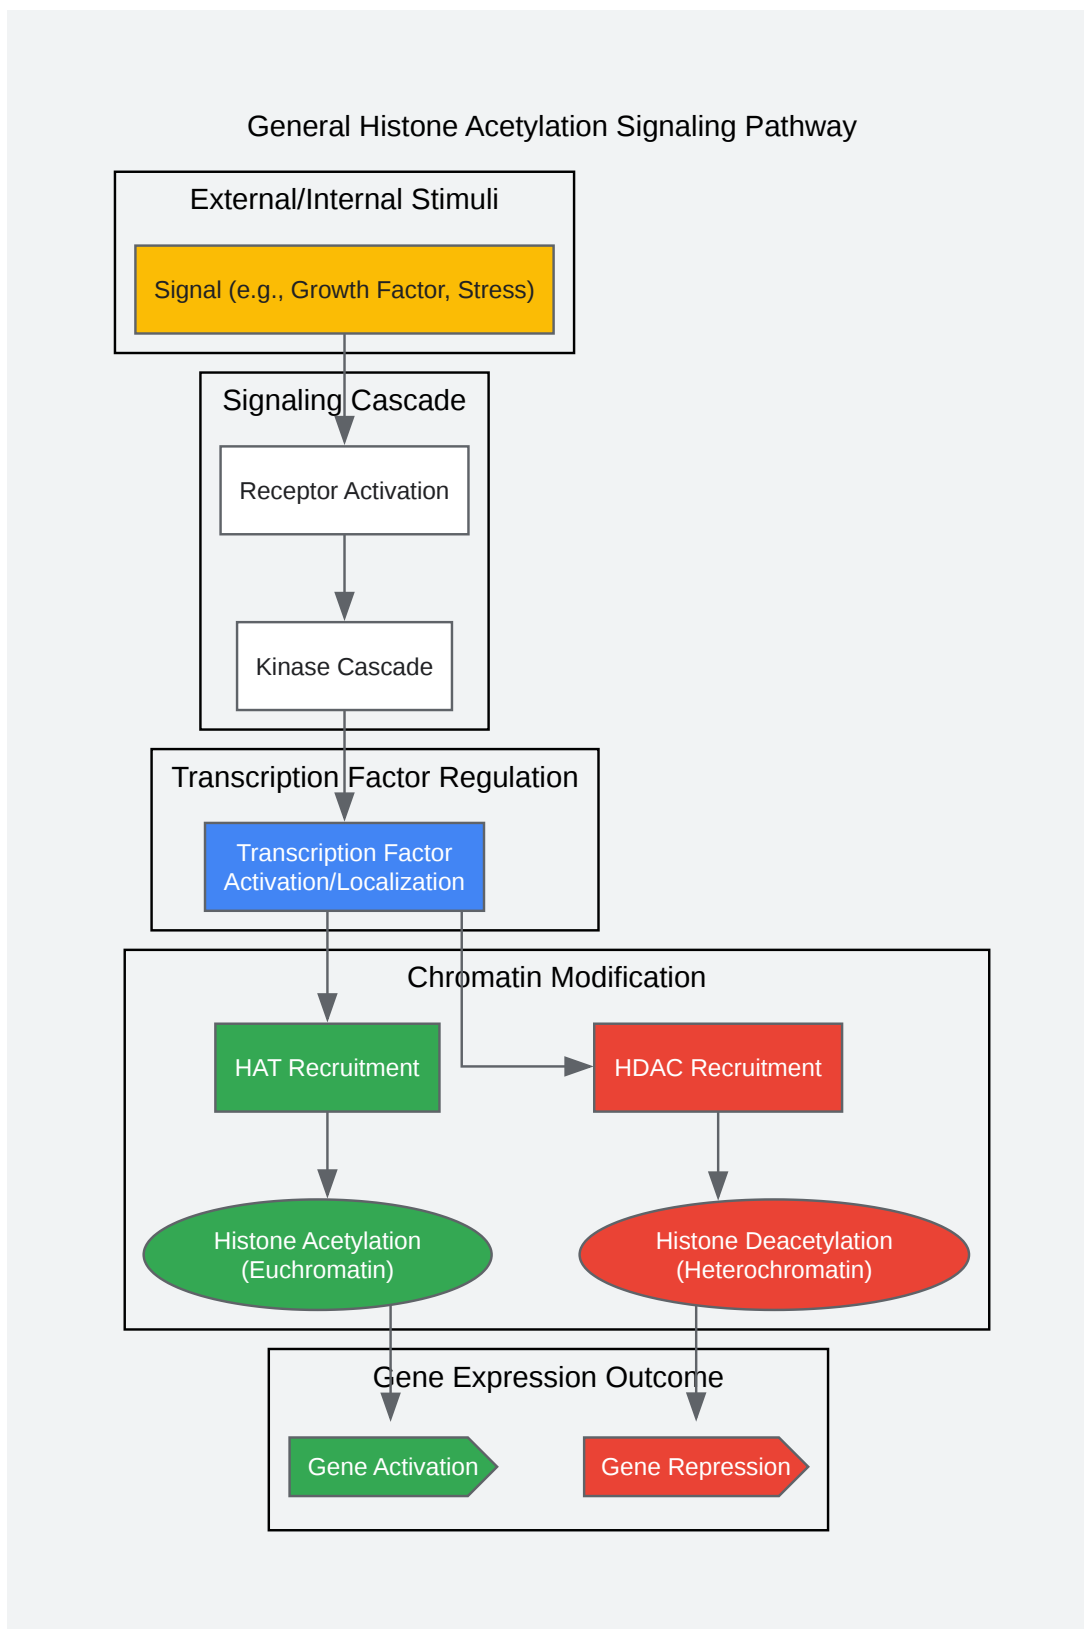 General Histone Acetylation Signaling Pathway
External/Internal Stimuli
Signal (e.g., Growth Factor, Stress)
Signaling Cascade
Receptor Activation
Kinase Cascade
Transcription Factor Regulation
Transcription Factor
Activation/Localization
Chromatin Modification
HAT Recruitment
HDAC Recruitment
Histone Acetylation
(Euchromatin)
Histone Deacetylation
(Heterochromatin)
Gene Expression Outcome
Gene Activation
Gene Repression